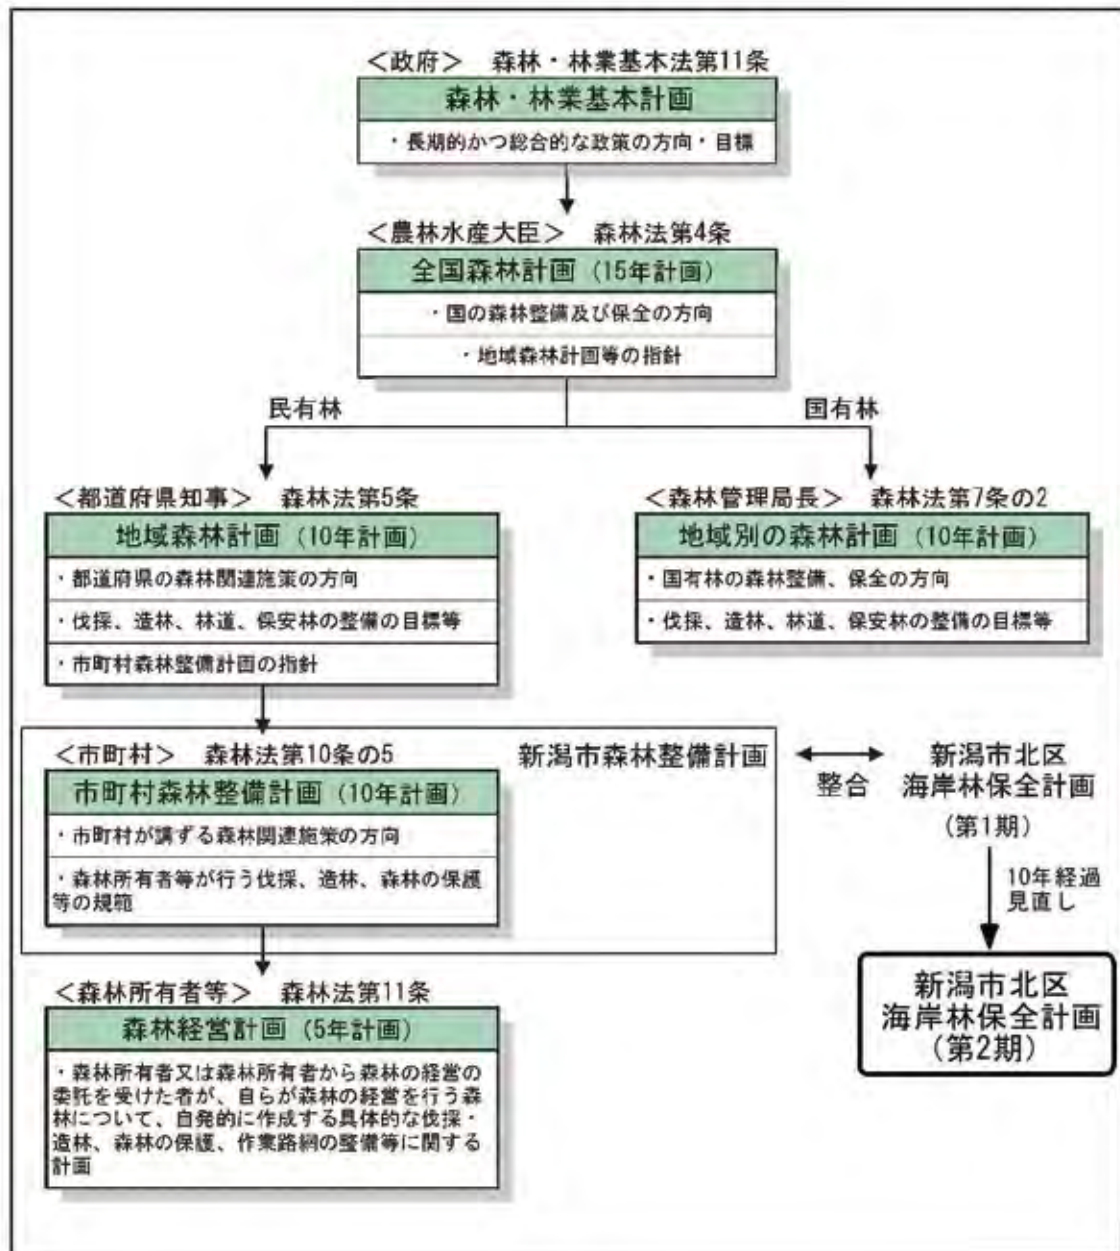 ＜政府＞　森林・林業基本法第11条
森林・林業基本計画
・長期的かつ総合的な政策の方向・目標
＜農林水産大臣＞　森林法第4条
全国森林計画（15年計画）
・国の森林整備及び保全の方向
・地域森林計画等の指針
民有林
国有林
＜都道府県知事＞　森林法第5条
地域森林計画（10年計画）
・都道府県の森林関連施策の方向
・伐採、造林、林道、保安林の整備の目標等
・市町村森林整備計画の指針
＜森林管理局長＞　森林法第7条の2
地域別の森林計画（10年計画）
・国有林の森林整備、保全の方向
・伐採、造林、林道、保安林の整備の目標等
＜市町村＞　森林法第10条の5
市町村森林整備計画（10年計画）
・市町村が講ずる森林関連施策の方向
・森林所有者等が行う伐採、造林、森林の保護
等の規範
新潟市森林整備計画
整合
新潟市北区
海岸林保全計画
（第1期）
10年経過
見直し
新潟市北区
海岸林保全計画
（第2期）
＜森林所有者等＞　森林法第11条
森林経営計画（5年計画）
・森林所有者又は森林所有者から森林の経営の
委託を受けた者が、自らが森林の経営を行う森
林について、自発的に作成する具体的な伐採・
造林、森林の保護、作業路網の整備等に関する
計画